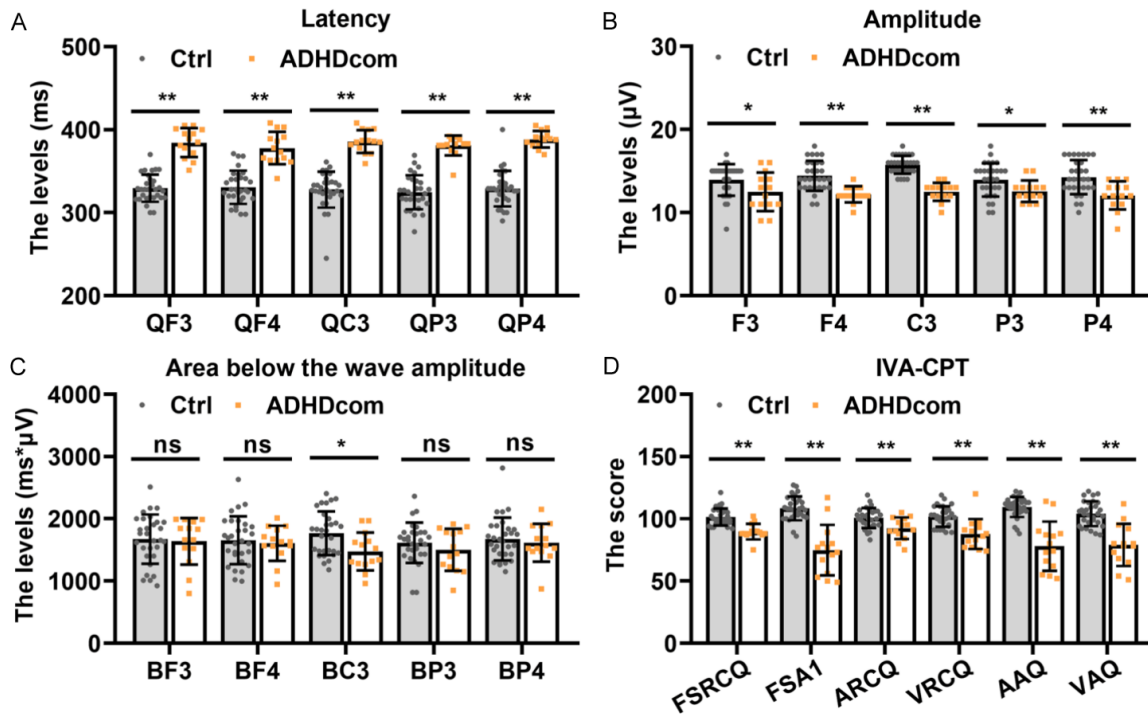 A
Latency
500
400
300
200
The levels (ms)
Ctrl ADHDcom
** ** ** ** **
QF3 QF4 QC3 QP3 QP4
B
Amplitude
30
20
10
0
The levels (μV)
Ctrl ADHDcom
* ** ** * **
F3 F4 C3 P3 P4
C
Area below the wave amplitude
4000
3000
2000
1000
0
The levels (ms*μV)
Ctrl ADHDcom
ns ns * ns ns
BF3 BF4 BC3 BP3 BP4
D
IVA-CPT
200
150
100
50
0
The score
Ctrl ADHDcom
** ** ** ** ** **
FSRCQ FSA1 ARCQ VRCQ AAQ VAQ